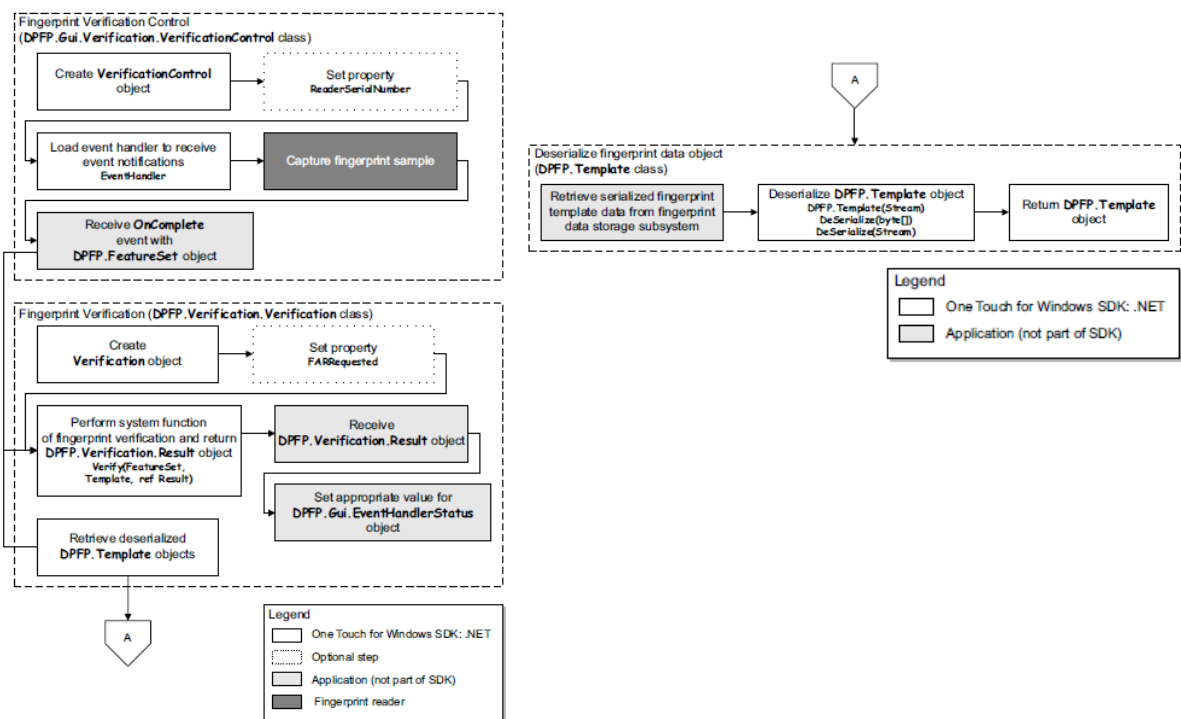 Fingerprint Verification Control
(DPFP.Gui.Verification.VerificationControl class)
Create VerificationControl
object
Set property
ReaderSerialNumber
Load event handler to receive
event notifications
EventHandler
Capture fingerprint sample
Receive OnComplete
event with
DPFP.FeatureSet object
Fingerprint Verification (DPFP.Verification.Verification class)
Create
Verification object
Set property
FARRequested
Perform system function
of fingerprint verification and return
DPFP.Verification.Result object
Verify(FeatureSet,
Template, ref Result)
Receive
DPFP.Verification.Result object
Set appropriate value for
DPFP.Gui.EventHandlerStatus
object
Retrieve deserialized
DPFP.Template objects
A
Legend
One Touch for Windows SDK: .NET
Optional step
Application (not part of SDK)
Fingerprint reader
A
Deserialize fingerprint data object
(DPFP.Template class)
Retrieve serialized fingerprint
template data from fingerprint
data storage subsystem
Deserialize DPFP.Template object
DPFP.Template(Stream)
DeSerialize(byte[])
DeSerialize(Stream)
Return DPFP.Template
object
Legend
One Touch for Windows SDK: .NET
Application (not part of SDK)